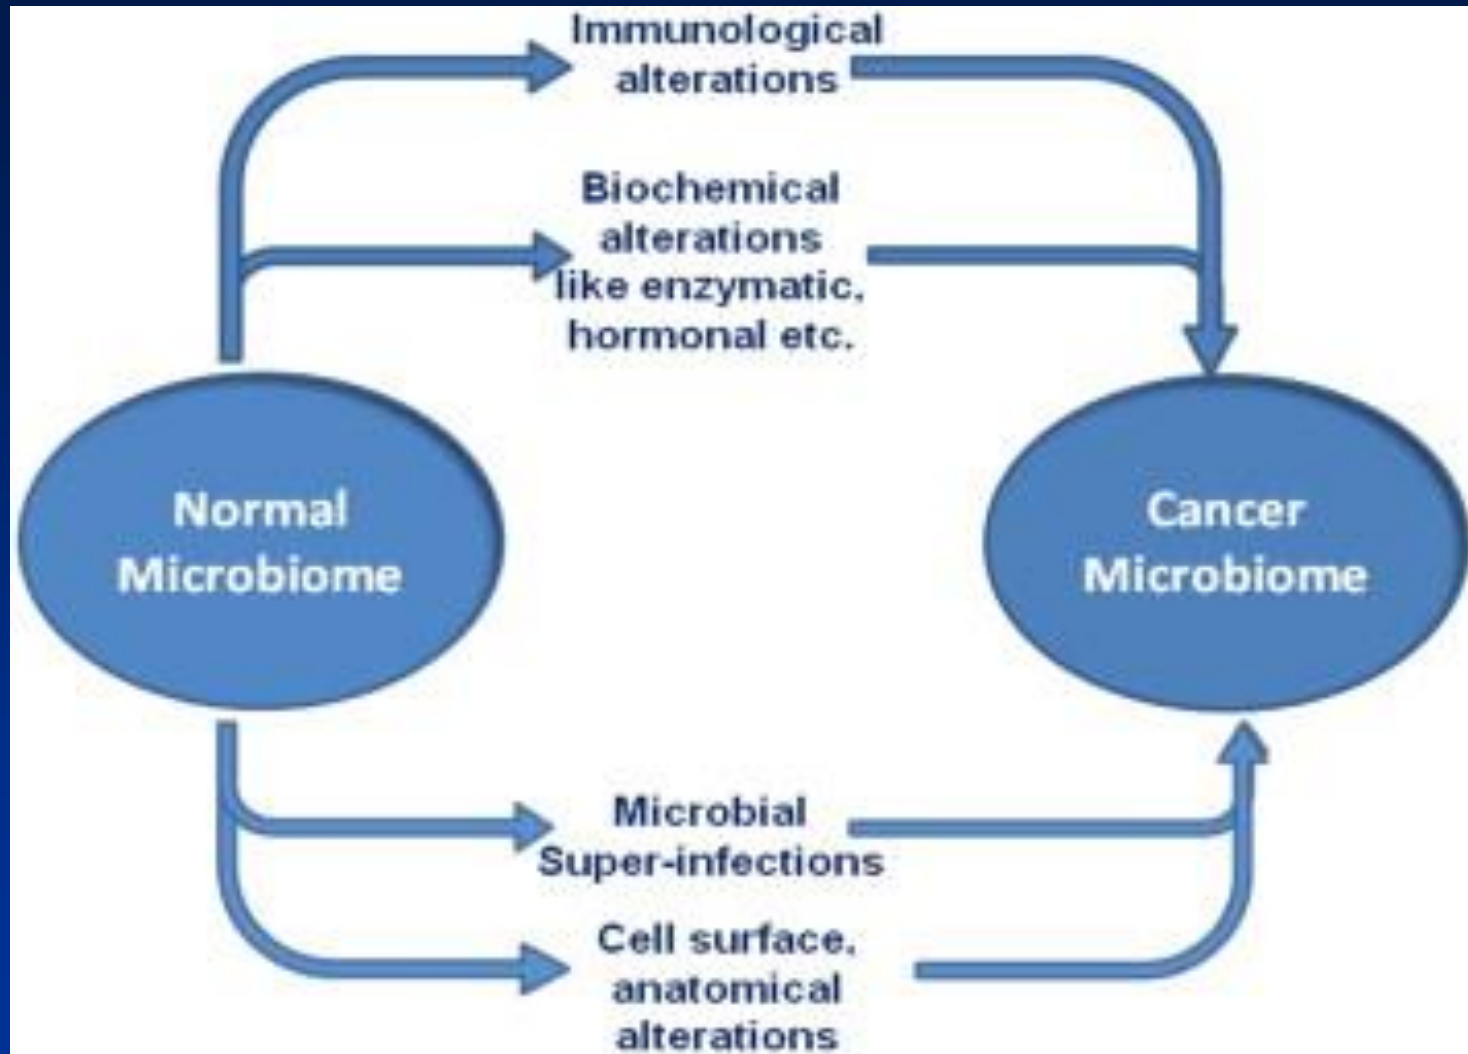 Immunological
alterations
Biochemical
alterations
like enzymatic,
hormonal etc.
Normal
Microbiome
Cancer
Microbiome
Microbial
Super-infections
Cell surface,
anatomical
alterations